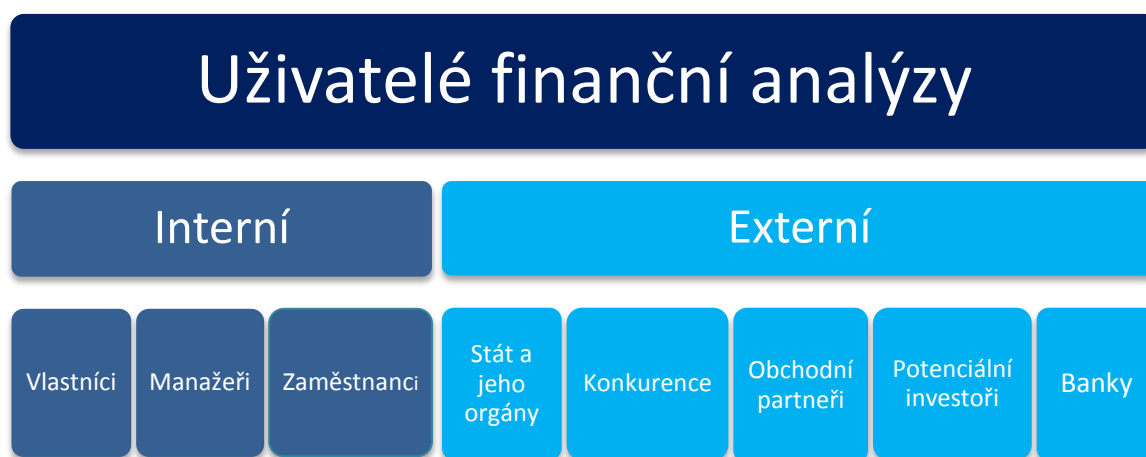 Uživatelé finanční analýzy
Interní
Externí
Vlastníci
Manažeři
Zaměstnanci
Stát a
jeho
orgány
Konkurence
Obchodní
partneři
Potenciální
investoři
Banky